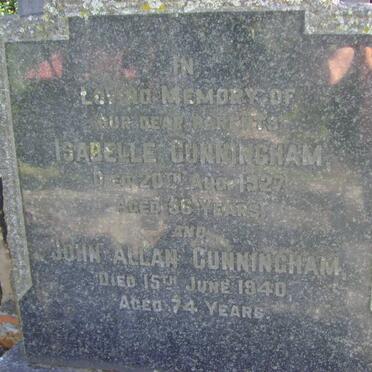 IN
LOVING MEMORY OF
OUR DEAR PARENTS
ISABELLE CUNNINGHAM,
DIED 20TH AUG. 1927
AGED YEARS
AND
JOHN ALLAN CUNNINGHAM,
DIED 15TH JUNE 1940,
AGED 74 YEARS